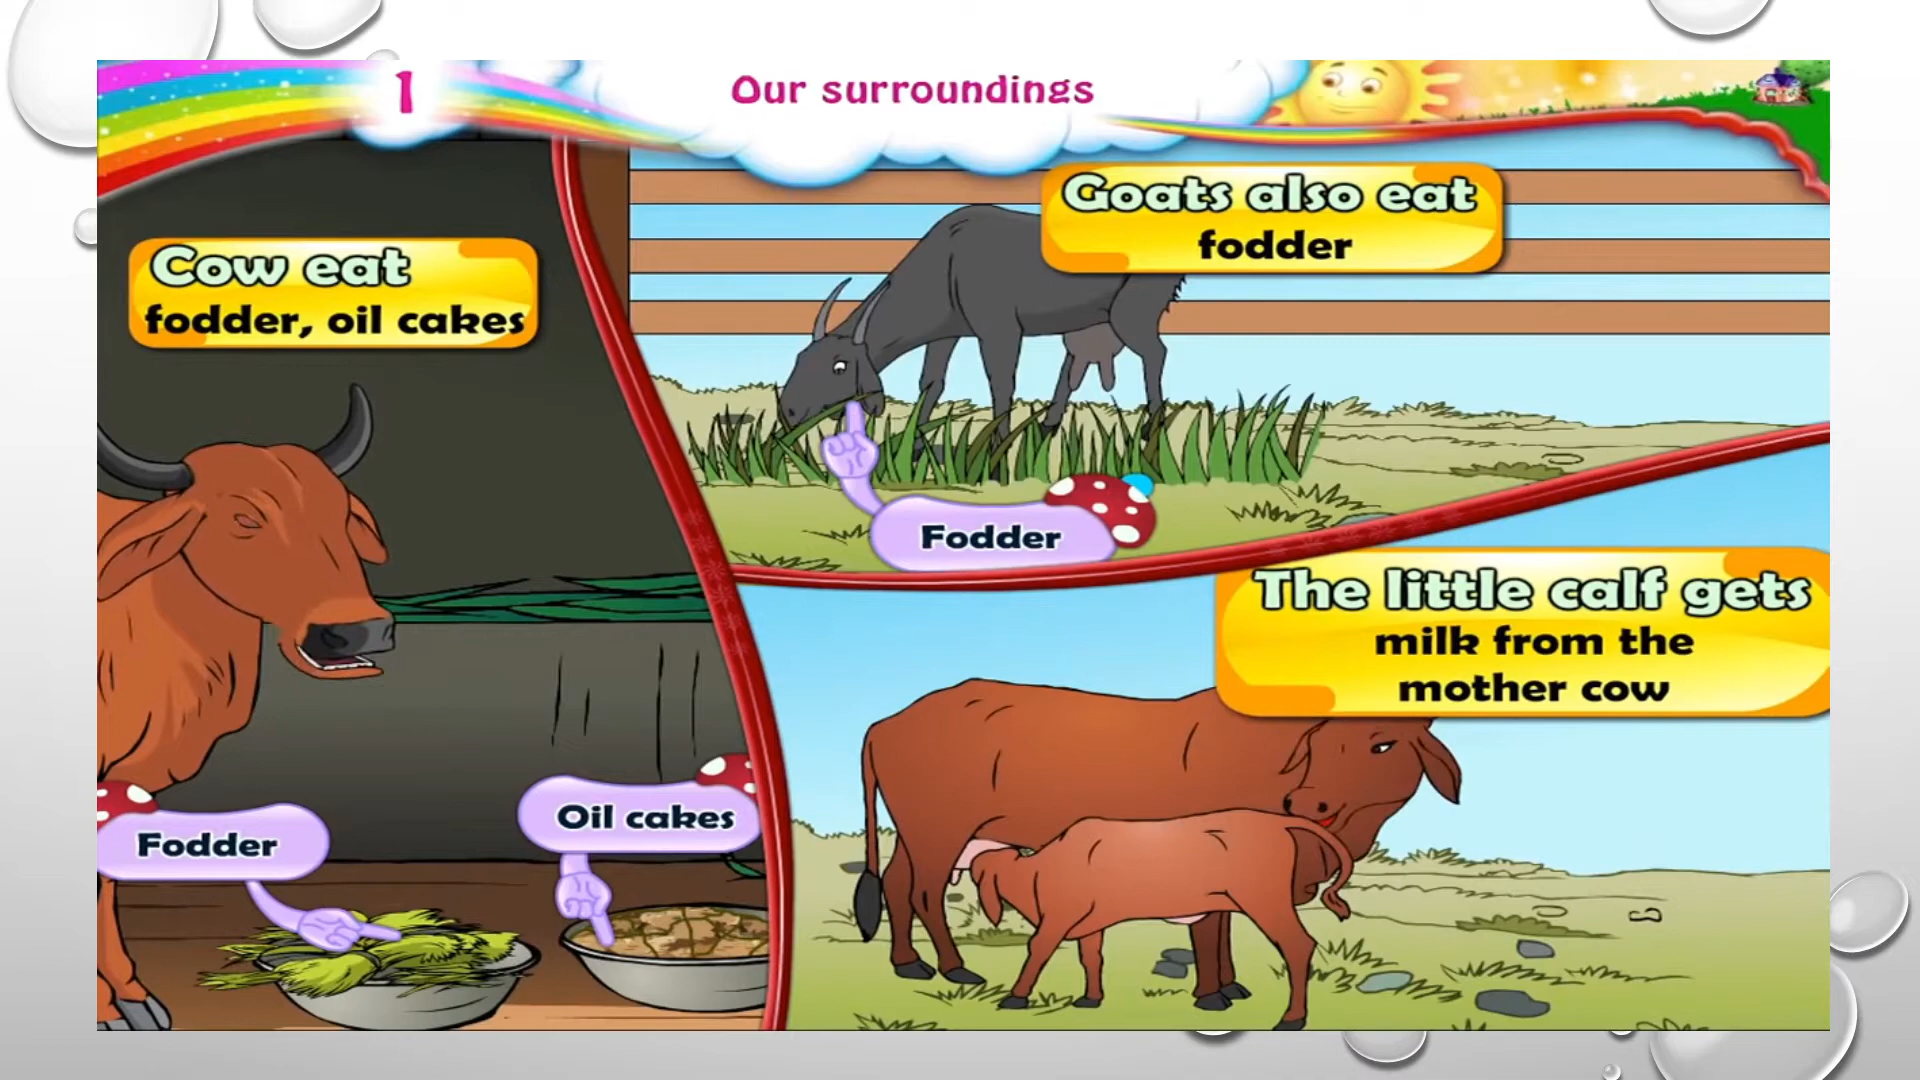 1
Our surroundings
Cow eat
fodder, oil cakes
Fodder
Oil cakes
Goats also eat
fodder
Fodder
The little calf gets
milk from the
mother cow